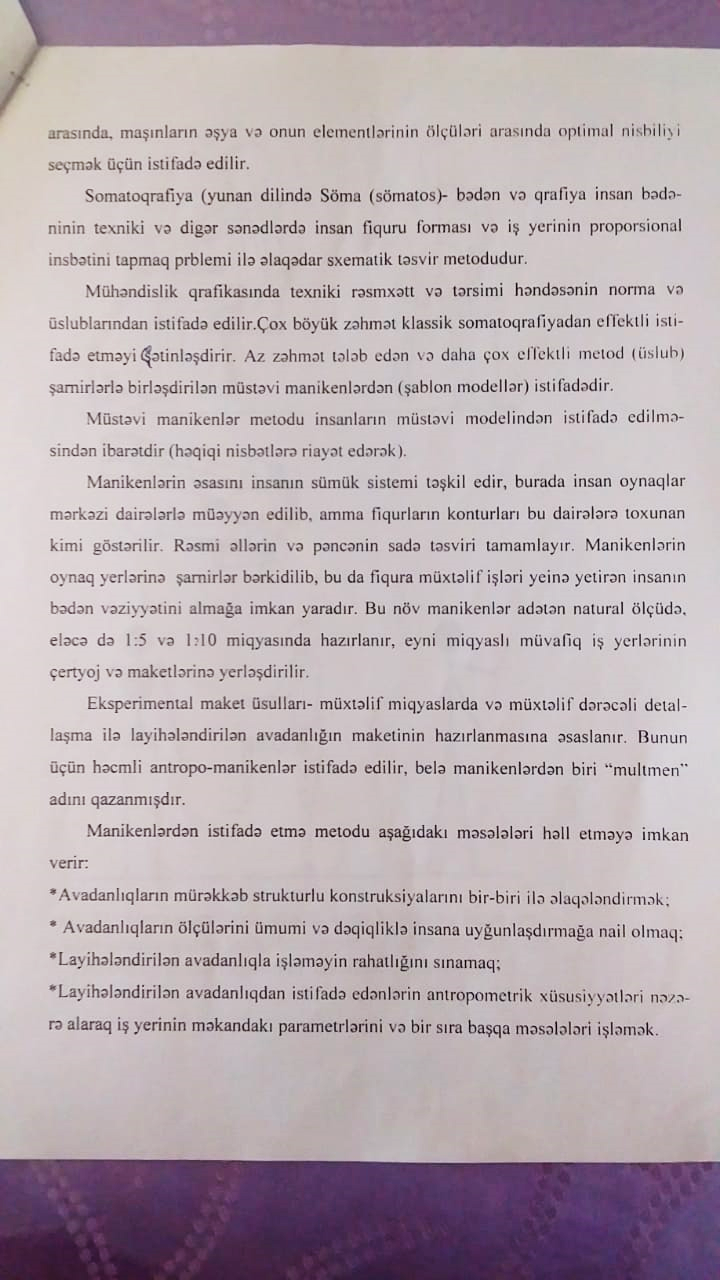 arasında, maşınların əşya və onun elementlərinin ölçüləri arasında optimal nisbiliyi
seçmək üçün istifadə edilir.
Somatoqrafiya (yunan dilində Söma (sömatos)- bədən və qrafiya insan bədə-
ninin texniki və digər sənədlərdə insan fiquru forması və iş yerinin proporsional
insbətini tapmaq prblemi ilə əlaqədar sxematik təsvir metodudur.
Mühəndislik qrafikasında texniki rəsmxətt və tərsimi həndəsənin norma və
üslublarından istifadə edilir.Çox böyük zəhmət klassik somatoqrafiyadan effektli isti-
fadə etməyi çətinləşdirir. Az zəhmət tələb edən və daha çox effektli metod (üslub)
şarnirlərlə birləşdirilən müstəvi manikenlərdən (şablon modellər) istifadədir.
Müstəvi manikenlər metodu insanların müstəvi modelindən istifadə edilmə-
sindən ibarətdir (həqiqi nisbətlərə riayət edərək).
Manikenlərin əsasını insanın sümük sistemi təşkil edir, burada insan oynaqlar
mərkəzi dairələrlə müəyyən edilib, amma fiqurların konturları bu dairələrə toxunan
kimi göstərilir. Rəsmi əllərin və pəncənin sadə təsviri tamamlayır. Manikenlərin
oynaq yerlərinə şarnirlər bərkidilib, bu da fiqura müxtəlif işləri yeinə yetirən insanın
bədən vəziyyətini almağa imkan yaradır. Bu növ manikenlər adətən natural ölçüdə,
eləcə də 1:5 və 1:10 miqyasında hazırlanır, eyni miqyaslı müvafiq iş yerlərinin
çertyoj və maketlərinə yerləşdirilir.
Eksperimental maket üsulları- müxtəlif miqyaslarda və müxtəlif dərəcəli detal-
laşma ilə layihələndirilən avadanlığın maketinin hazırlanmasına əsaslanır. Bunun
üçün həcmli antropo-manikenlər istifadə edilir, belə manikenlərdən biri “multmen”
adını qazanmışdır.
Manikenlərdən istifadə etmə metodu aşağıdakı məsələləri həll etməyə imkan
verir:
*Avadanlıqların mürəkkəb strukturlu konstruksiyalarını bir-biri ilə əlaqələndirmək;
* Avadanlıqların ölçülərini ümumi və dəqiqliklə insana uyğunlaşdırmağa nail olmaq;
*Layihələndirilən avadanlıqla işləməyin rahatlığını sınamaq;
*Layihələndirilən avadanlıqdan istifadə edənlərin antropometrik xüsusiyyətləri nəzə-
rə alaraq iş yerinin məkandakı parametrlərini və bir sıra başqa məsələləri işləmək.